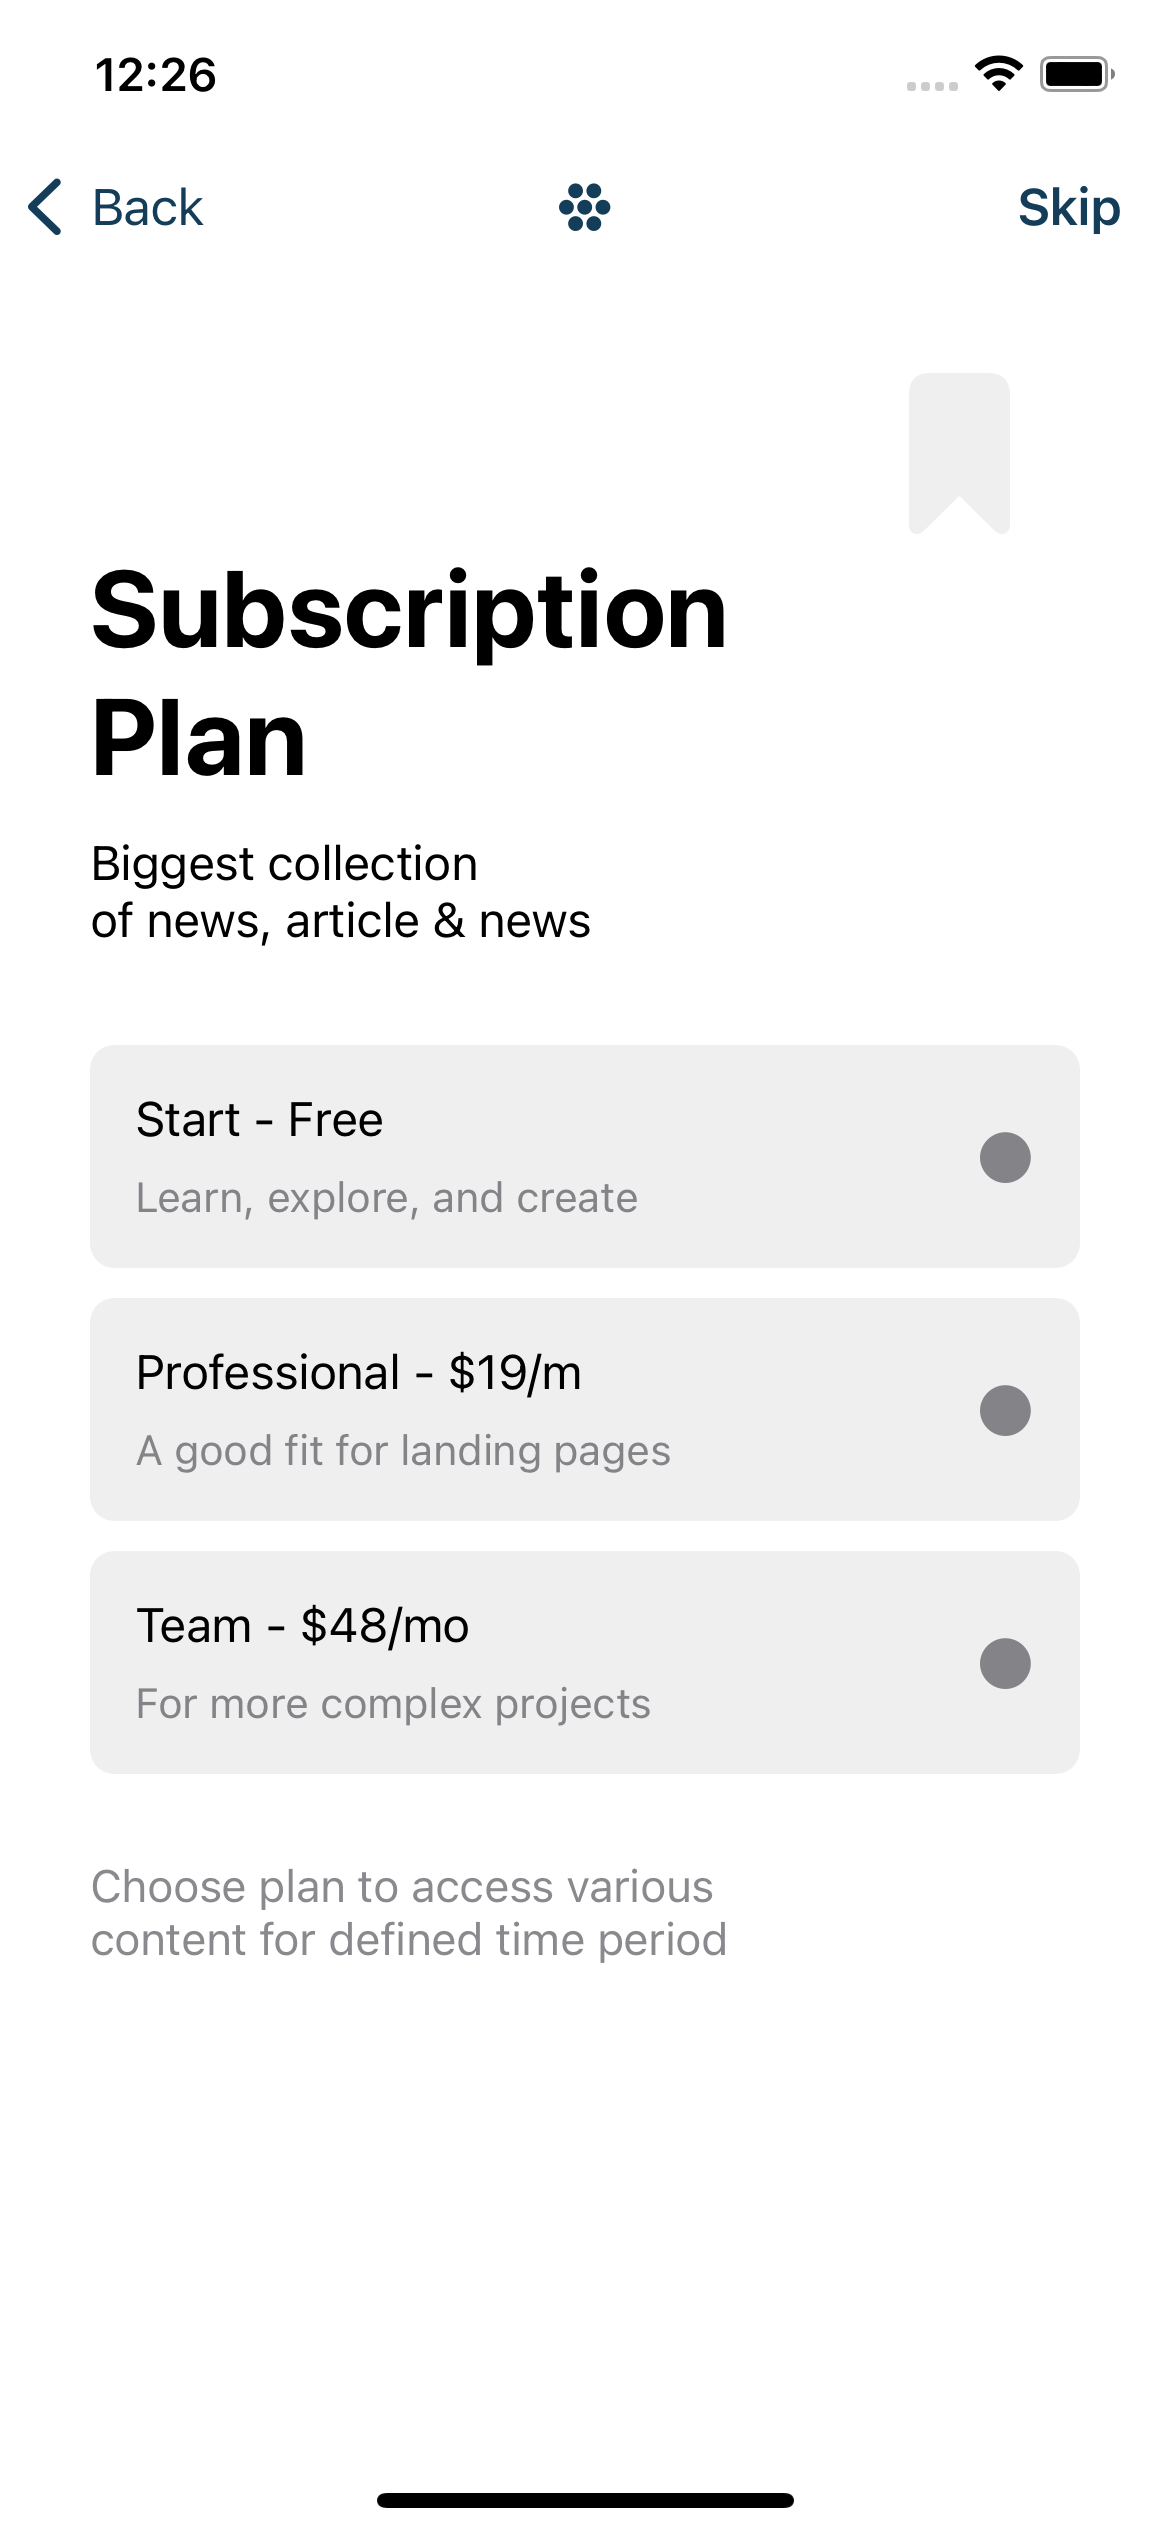 12:26
Back
Skip
Subscription
Plan
Biggest collection
of news, article & news
Start - Free
Learn, explore, and create
Professional - $19/m
A good fit for landing pages
Team - $48/mo
For more complex projects
Choose plan to access various
content for defined time period